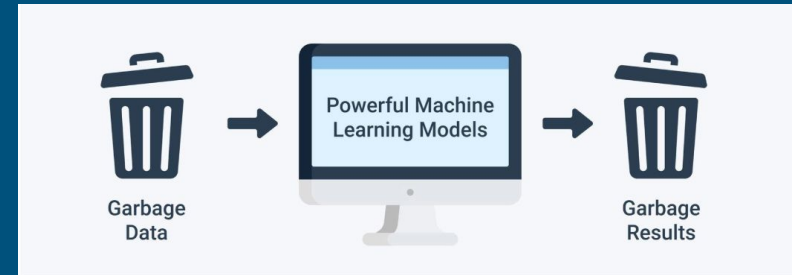 Garbage
Data
Powerful Machine
Learning Models
Garbage
Results